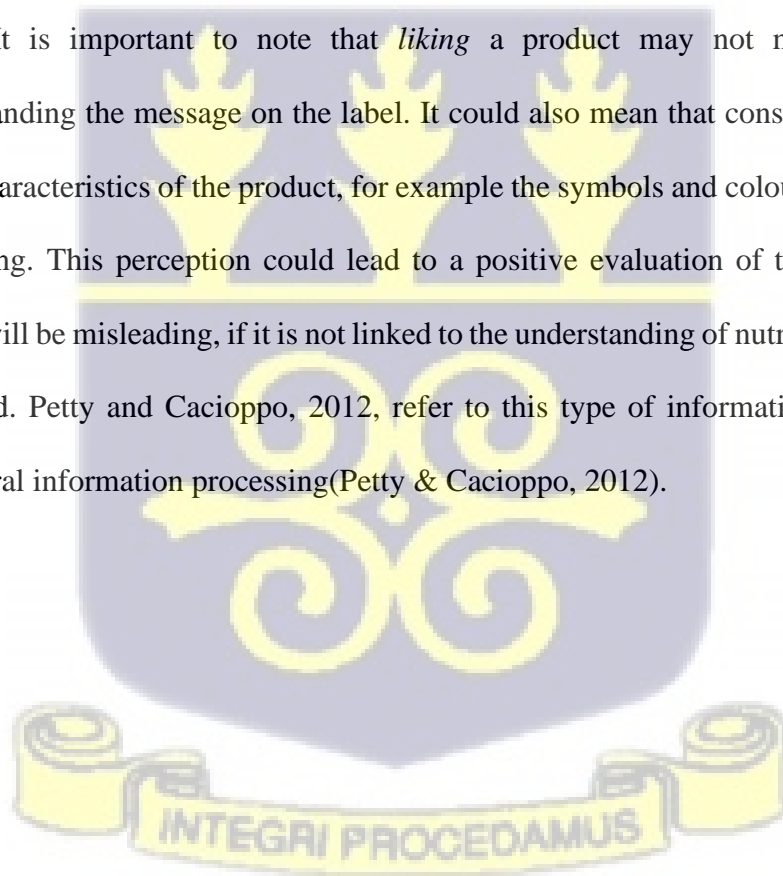 It is important to note that liking a product may not
anding the message on the label. It could also mean that cons
aracteristics of the product, for example the symbols and colou
ng. This perception could lead to a positive evaluation of t
will be misleading, if it is not linked to the understanding of nutr
d. Petty and Cacioppo, 2012, refer to this type of informati
ral information processing(Petty & Cacioppo, 2012).
INTEGRI PROCEDAMUS